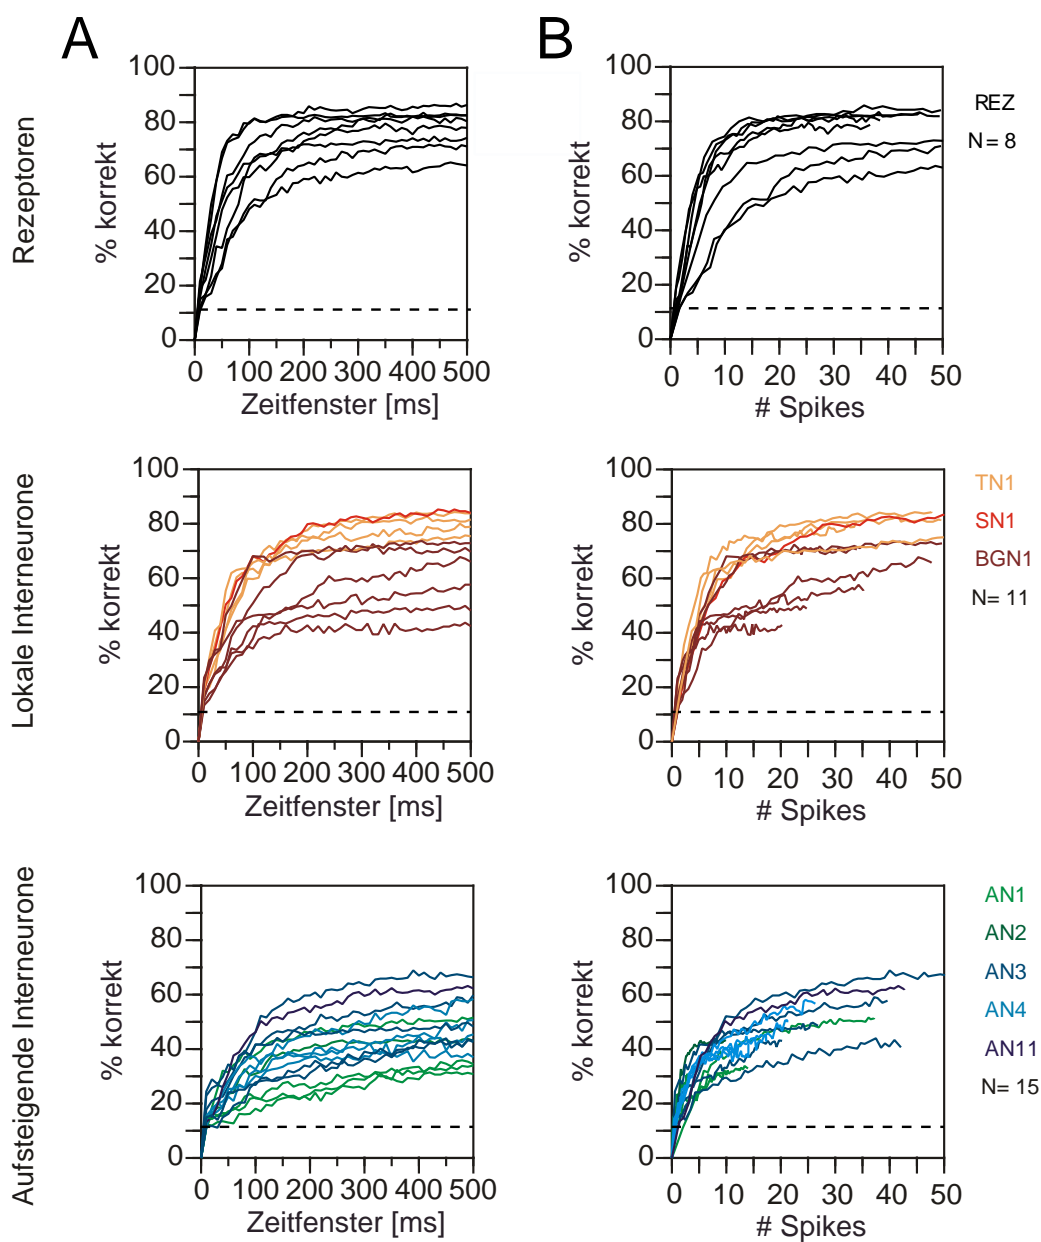 A
B
Rezeptoren
% korrekt
100
80
60
40
20
0
0 100 200 300 400 500
Zeitfenster [ms]
% korrekt
100
80
60
40
20
0
0 10 20 30 40 50
# Spikes
REZ
N= 8
Lokale Interneurone
% korrekt
100
80
60
40
20
0
0 100 200 300 400 500
Zeitfenster [ms]
% korrekt
100
80
60
40
20
0
0 10 20 30 40 50
# Spikes
TN1
SN1
BGN1
N= 11
Aufsteigende Interneurone
% korrekt
100
80
60
40
20
0
0 100 200 300 400 500
Zeitfenster [ms]
% korrekt
100
80
60
40
20
0
0 10 20 30 40 50
# Spikes
AN1
AN2
AN3
AN4
AN11
N= 15